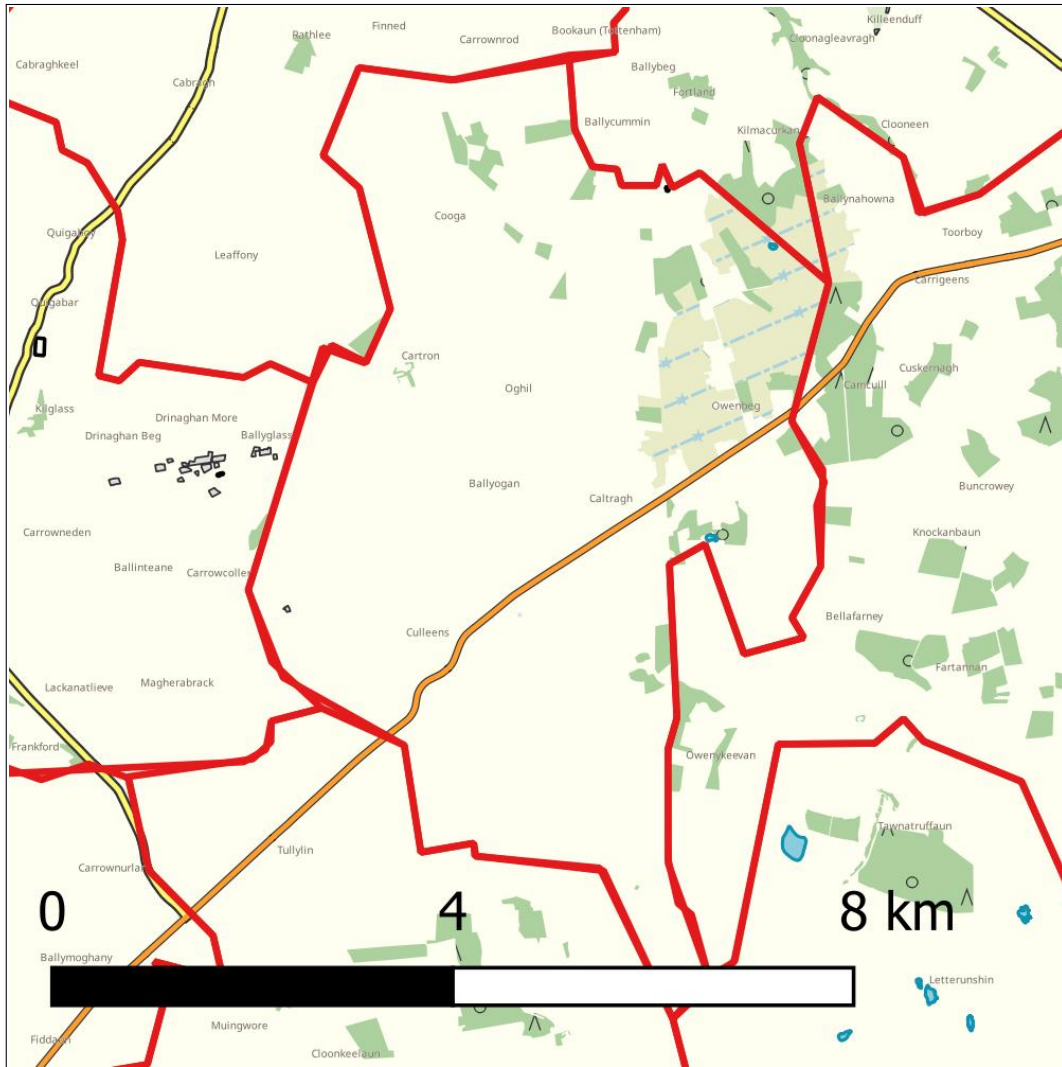 Finned
Bookaun (Tottenham)
Killeenduff
Rathlee
Carrownrod
Cloonagleavragh
Cabraghkeel
Ballybeg
Cabragh
Fortland
Ballycummin
Kilmacurkan
Clooneen
Ballynahowna
Cooga
Quigaboy
Toorboy
Leaffony
Carrigeens
Quigabar
Cartron
Cuskernagh
Oghil
Camcuill
Kilglass
Owenbeg
Drinaghan More
Drinaghan Beg
Ballyglass
Ballyogan
Buncrowey
Caltragh
Carrowneden
Knockanbaun
Ballinteane
Carrowcoller
Bellafarney
Culleens
Fartannan
Magherabrack
Lackanatlieve
Frankford
Owenykeevan
Tawnatruffaun
Tullylin
Carrownurlar
0 4 8 km
Ballymoghany
Letterunshin
Muingwore
Fiddaun
Cloonkeelaun